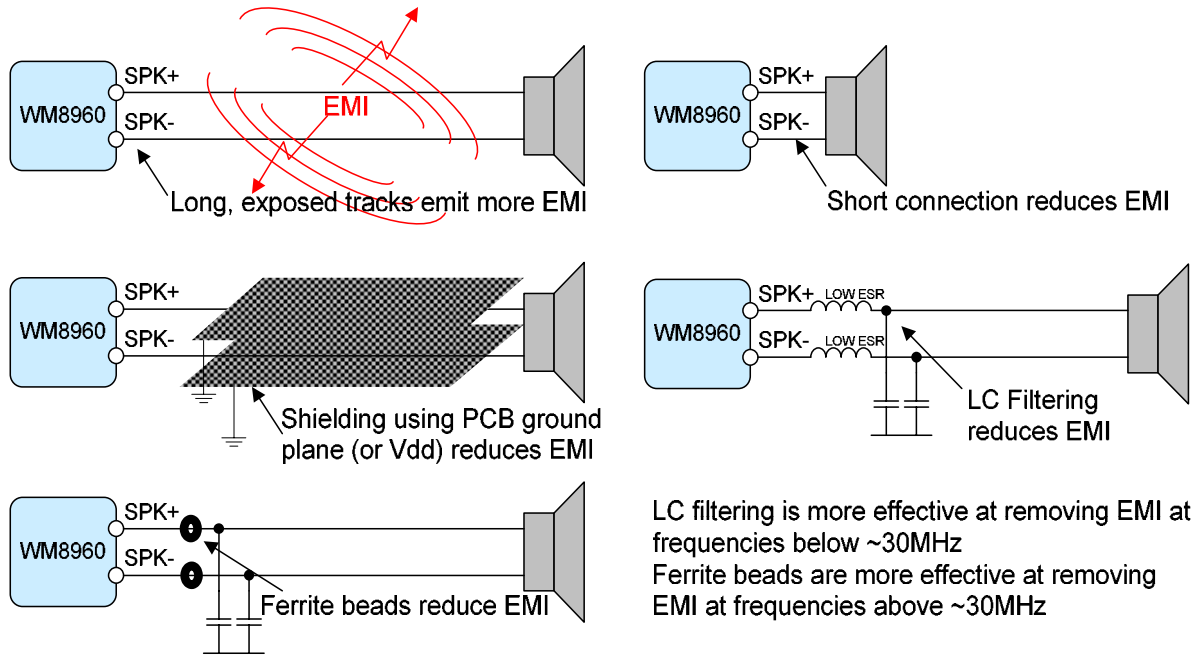 SPK+
WM8960
EMI
SPK-
Long, exposed tracks emit more EMI
SPK+
WM8960
SPK-
Short connection reduces EMI
SPK+
WM8960
SPK-
Shielding using PCB ground
plane (or Vdd) reduces EMI
SPK+
LOW ESR
WM8960
SPK-
LOW ESR
LC Filtering
reduces EMI
SPK+
WM8960
SPK-
Ferrite beads reduce EMI
LC filtering is more effective at removing EMI at
frequencies below ~30MHz
Ferrite beads are more effective at removing
EMI at frequencies above ~30MHz